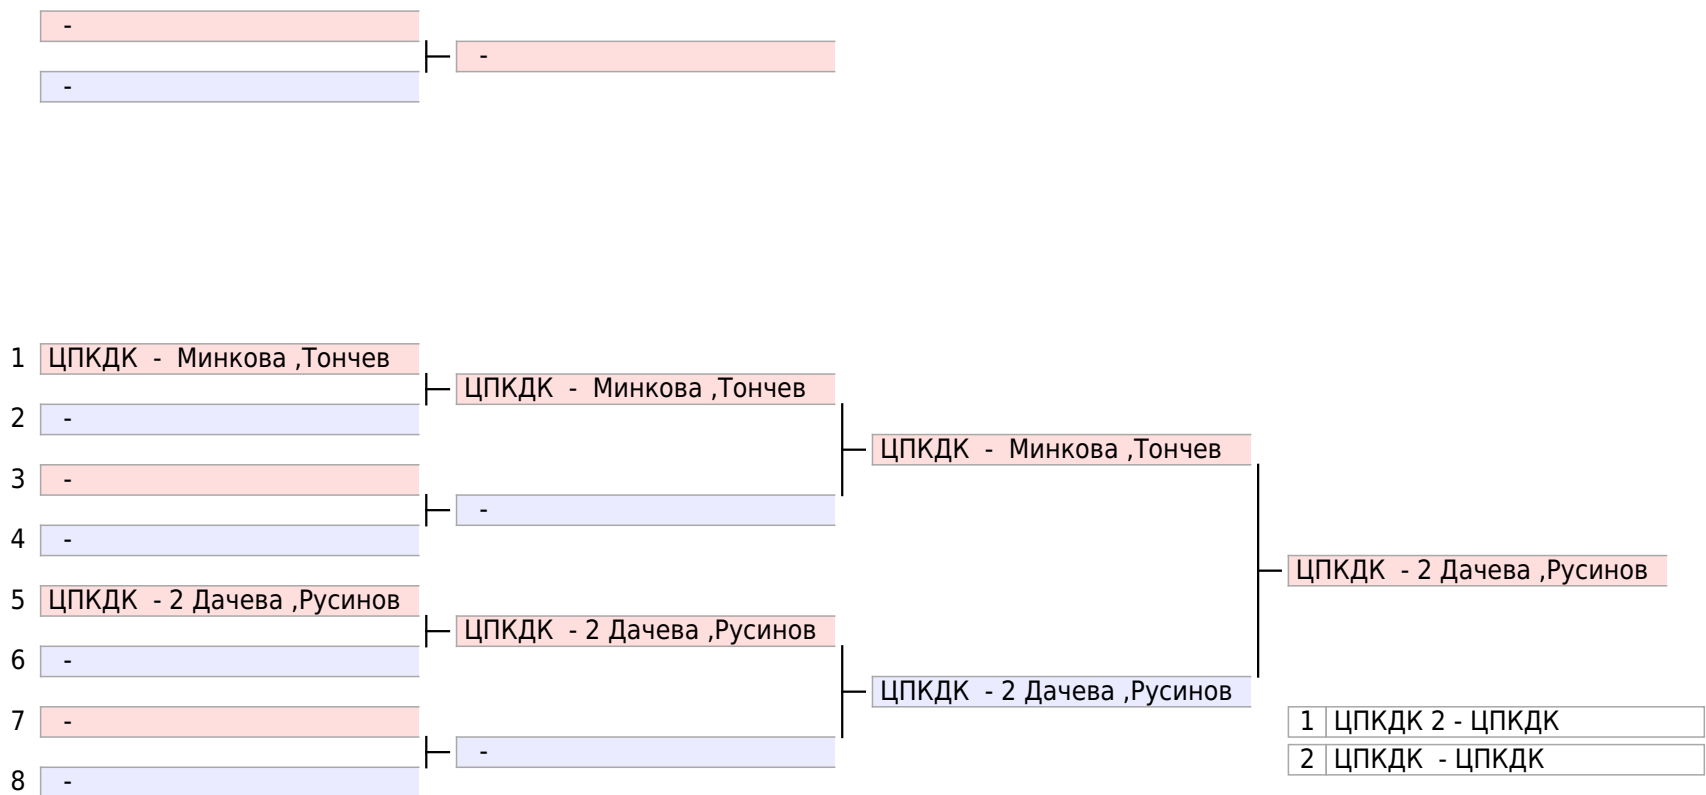 -
-
-
1 ЦПКДК - Минкова ,Тончев
ЦПКДК - Минкова ,Тончев
2 -
ЦПКДК - Минкова ,Тончев
3 -
-
4 -
ЦПКДК - 2 Дачева ,Русинов
5 ЦПКДК - 2 Дачева ,Русинов
ЦПКДК - 2 Дачева ,Русинов
6 -
ЦПКДК - 2 Дачева ,Русинов
7 -
1 ЦПКДК 2 - ЦПКДК
-
2 ЦПКДК - ЦПКДК
8 -